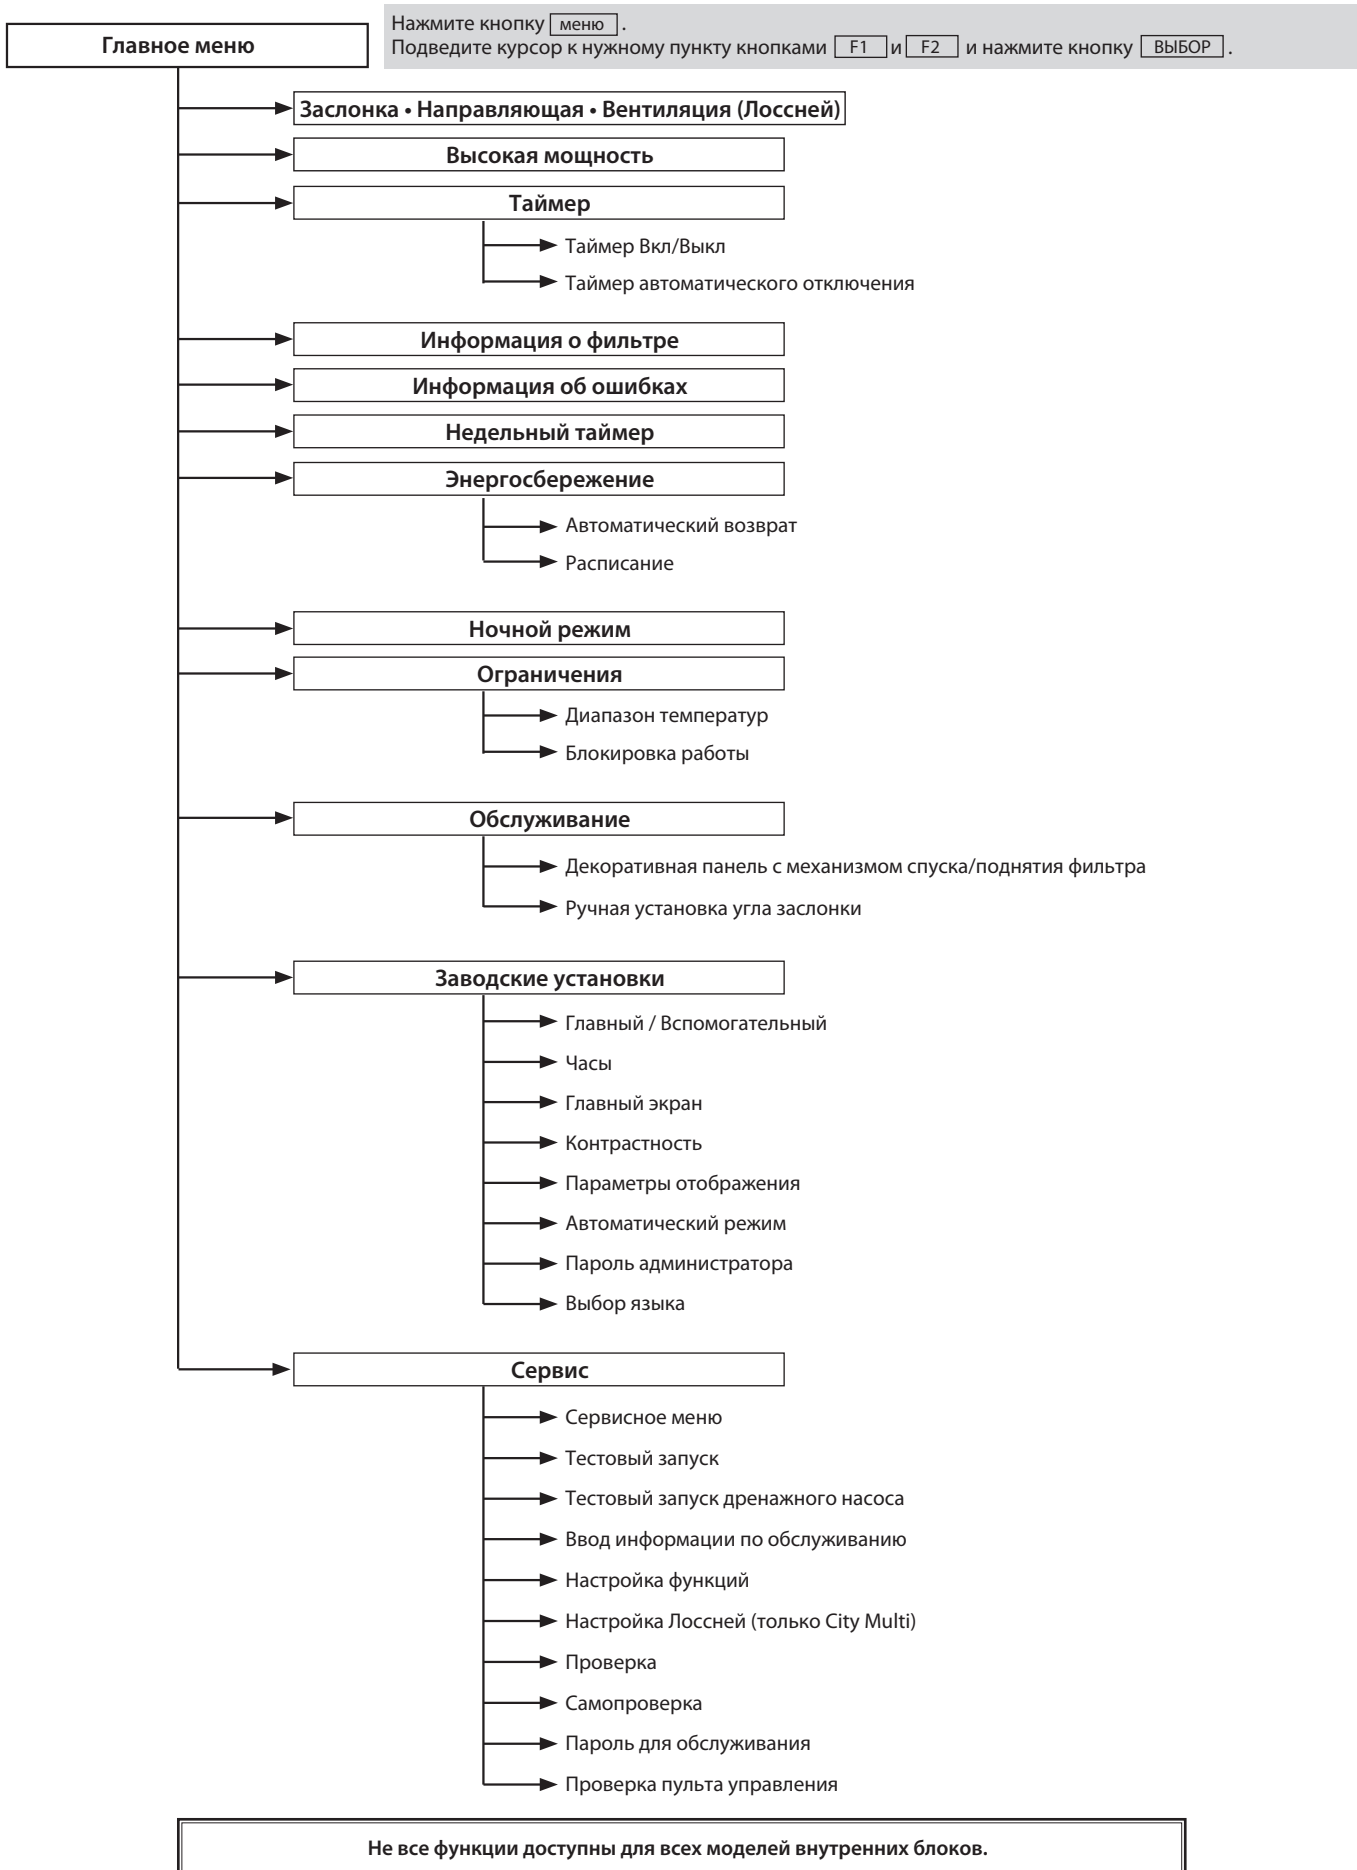 Главное меню
Нажмите кнопку меню .
Подведите курсор к нужному пункту кнопками F1 и F2 и нажмите кнопку ВЫБОР .
Заслонка • Направляющая • Вентиляция (Лоссней)
Высокая мощность
Таймер
Таймер Вкл/Выкл
Таймер автоматического отключения
Информация о фильтре
Информация об ошибках
Недельный таймер
Энергосбережение
Автоматический возврат
Расписание
Ночной режим
Ограничения
Диапазон температур
Блокировка работы
Обслуживание
Декоративная панель с механизмом спуска/поднятия фильтра
Ручная установка угла заслонки
Заводские установки
Главный / Вспомогательный
Часы
Главный экран
Контрастность
Параметры отображения
Автоматический режим
Пароль администратора
Выбор языка
Сервис
Сервисное меню
Тестовый запуск
Тестовый запуск дренажного насоса
Ввод информации по обслуживанию
Настройка функций
Настройка Лоссней (только City Multi)
Проверка
Самопроверка
Пароль для обслуживания
Проверка пульта управления
Не все функции доступны для всех моделей внутренних блоков.